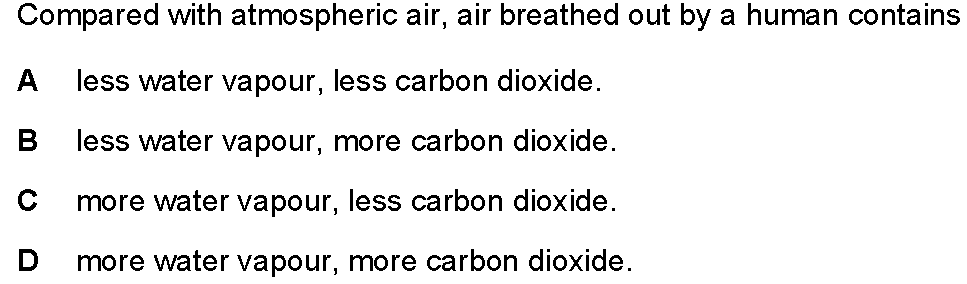 Compared with atmospheric air, air breathed out by a human contains
A less water vapour, less carbon dioxide.
B less water vapour, more carbon dioxide.
C more water vapour, less carbon dioxide.
D more water vapour, more carbon dioxide.